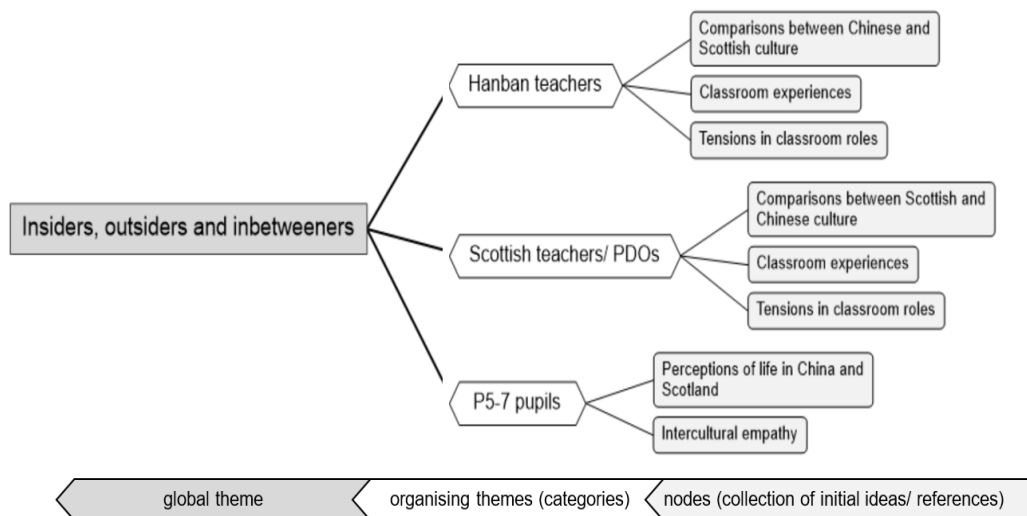 Insiders, outsiders and inbetweeners
Hanban teachers
Comparisons between Chinese and
Scottish culture
Classroom experiences
Tensions in classroom roles
Scottish teachers/ PDOs
Comparisons between Scottish and
Chinese culture
Classroom experiences
Tensions in classroom roles
P5-7 pupils
Perceptions of life in China and
Scotland
Intercultural empathy
global theme
organising themes (categories)
nodes (collection of initial ideas/ references)